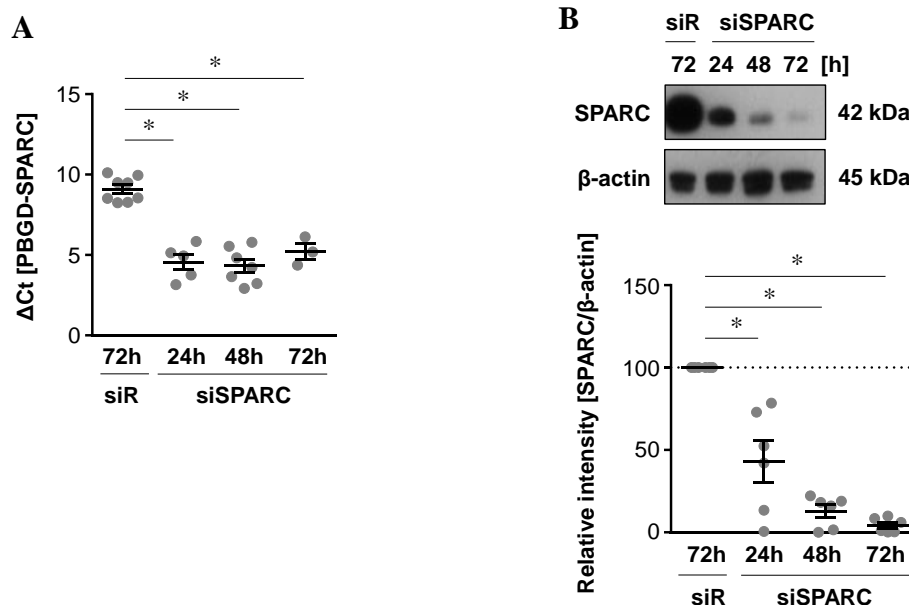 A
*
*
*
15
10
5
0
ΔCt [PBGD-SPARC]
72h 24h 48h 72h
siR siSPARC
B
siR siSPARC
72 24 48 72 [h]
SPARC 42 kDa
β-actin 45 kDa
*
*
*
150
100
50
0
Relative intensity [SPARC/β-actin]
72h 24h 48h 72h
siR siSPARC